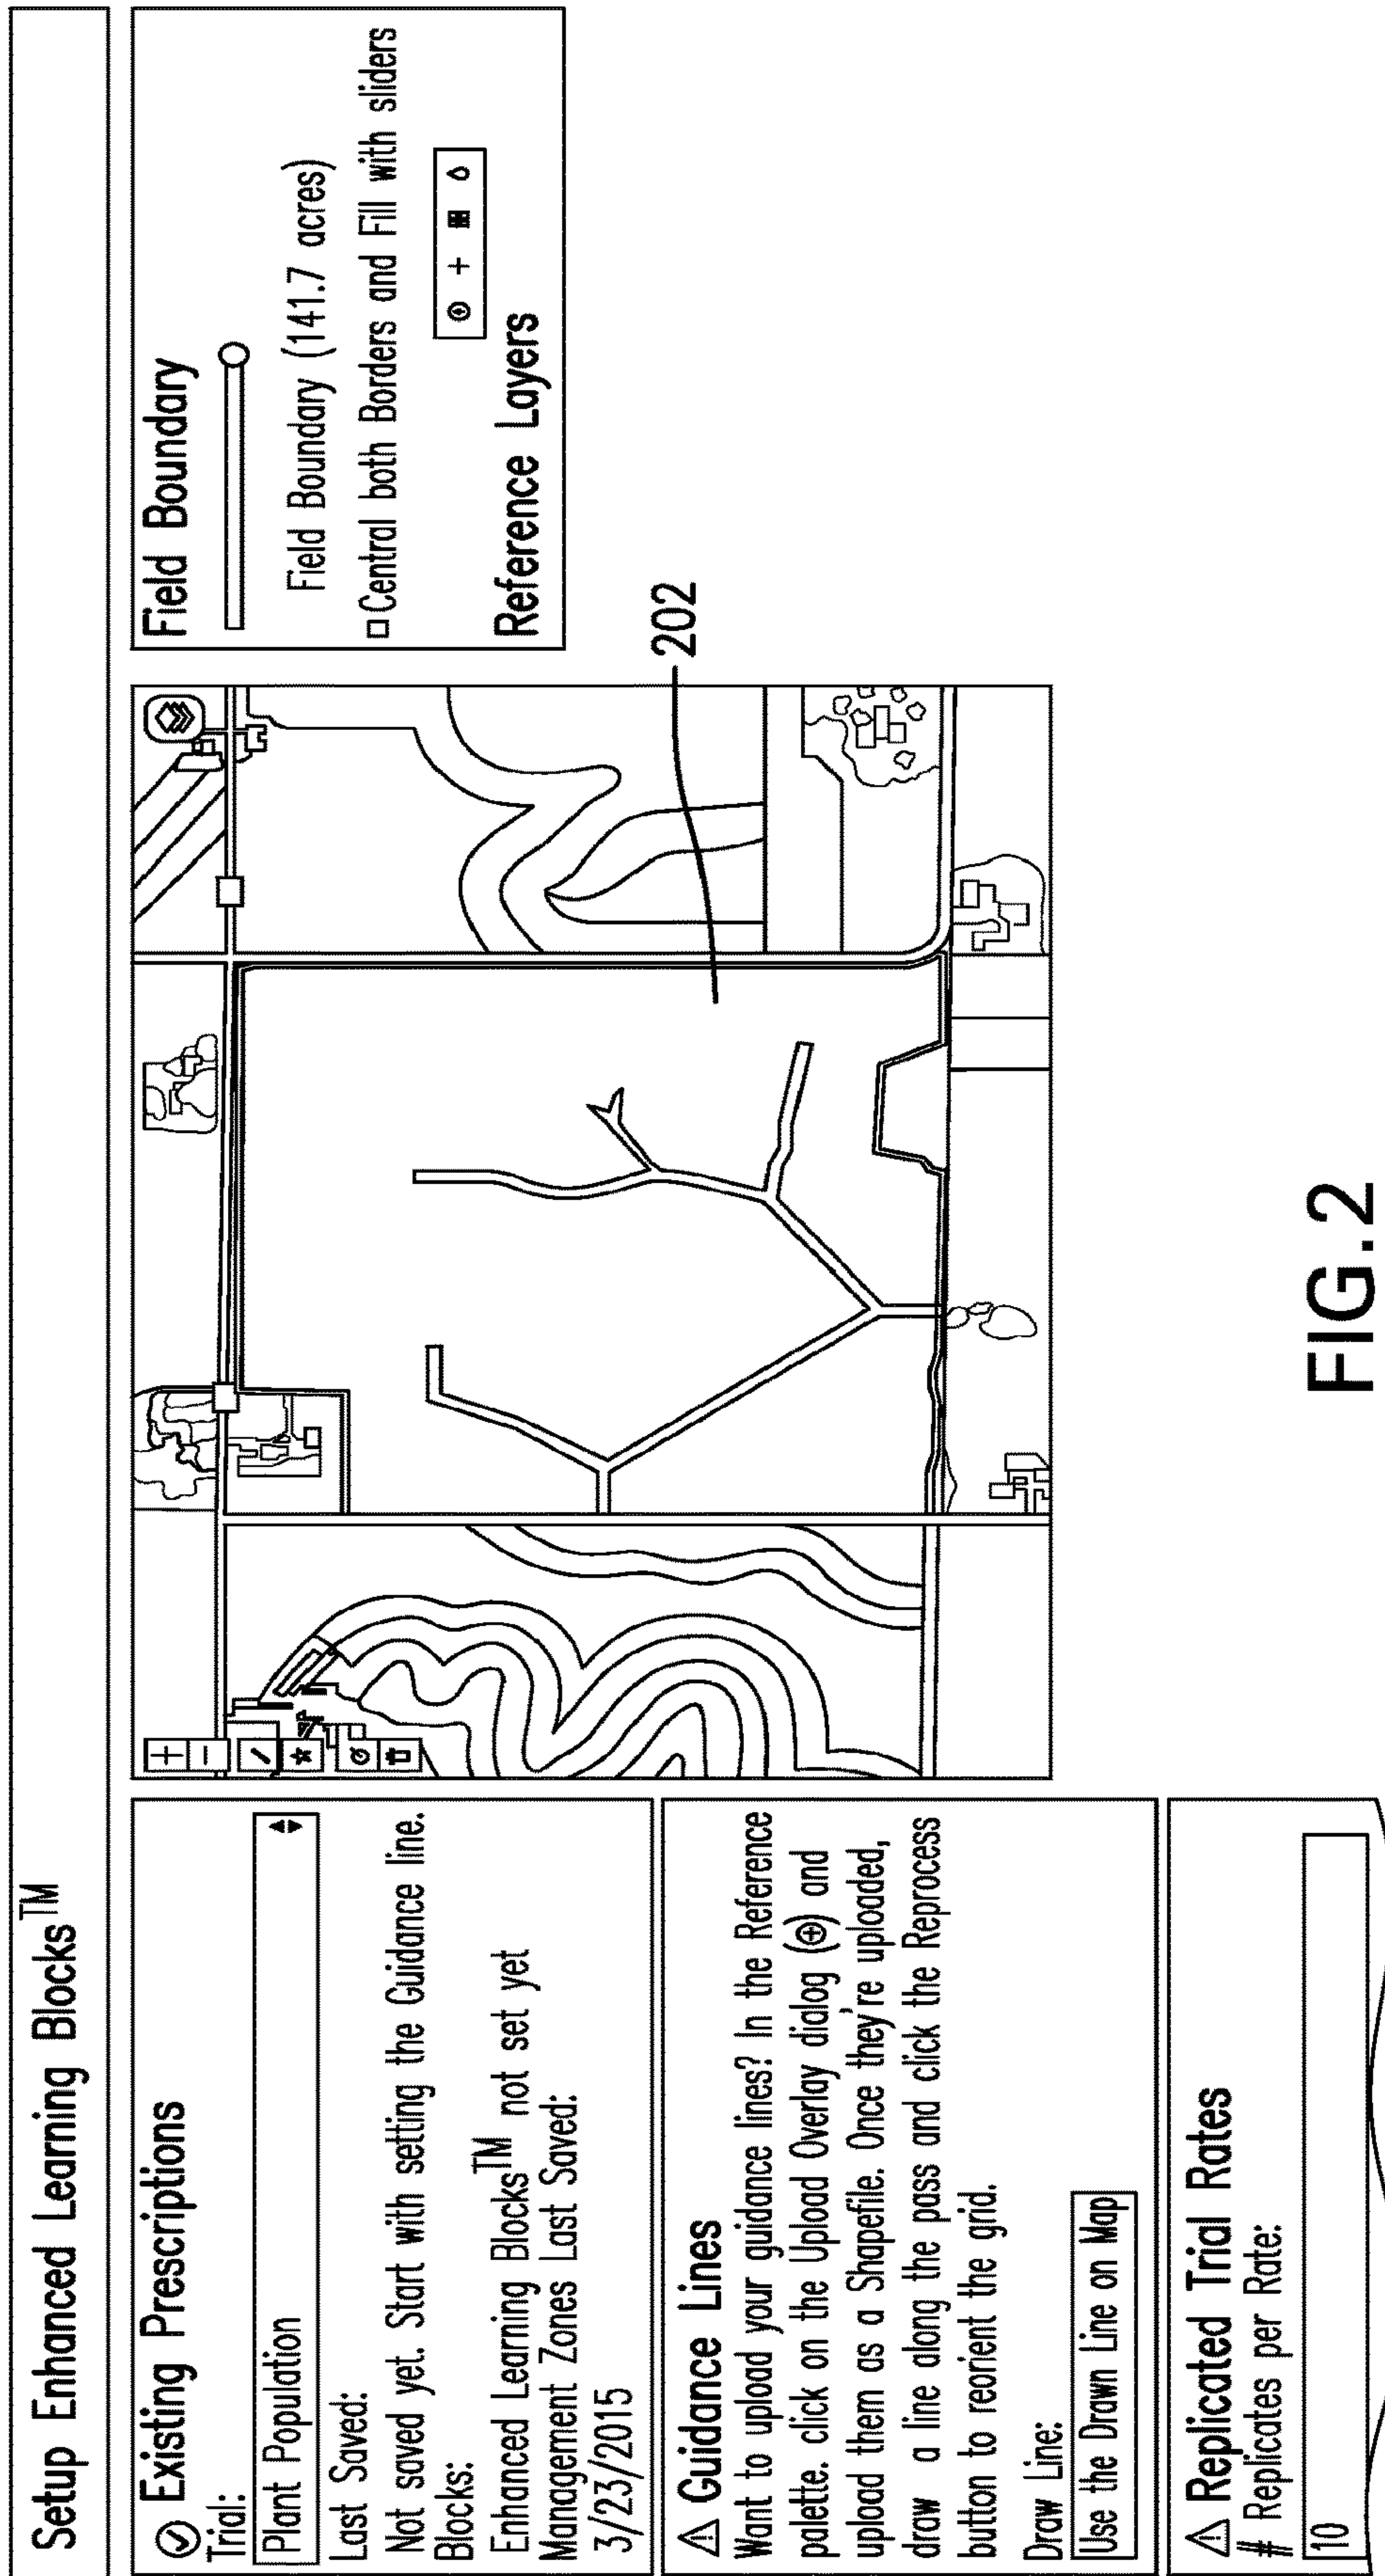 Setup Enhanced Learning Blocks™
Existing Prescriptions
Trial:
Plant Population
Last Saved:
Not saved yet. Start with setting the Guidance line.
Blocks:
Enhanced Learning Blocks™ not set yet
Management Zones Last Saved:
3/23/2015
Guidance Lines
Want to upload your guidance lines? In the Reference
palette. click on the Upload Overlay dialog (⊕) and
upload them as a Shapefile. Once they're uploaded,
draw a line along the pass and click the Reprocess
button to reorient the grid.
Draw Line:
Use the Drawn Line on Map
Replicated Trial Rates
# Replicates per Rate:
10
+
−
202
Field Boundary
Field Boundary (141.7 acres)
Central both Borders and Fill with sliders
Reference Layers
FIG.2